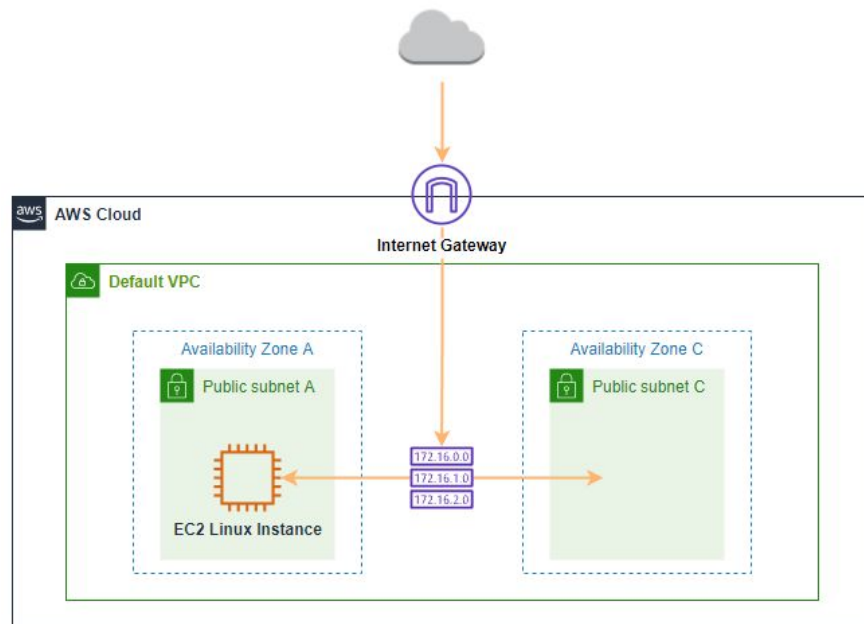 aws
AWS Cloud
Internet Gateway
Default VPC
Availability Zone A
Availability Zone C
Public subnet A
Public subnet C
172.16.0.0
172.16.1.0
172.16.2.0
EC2 Linux Instance